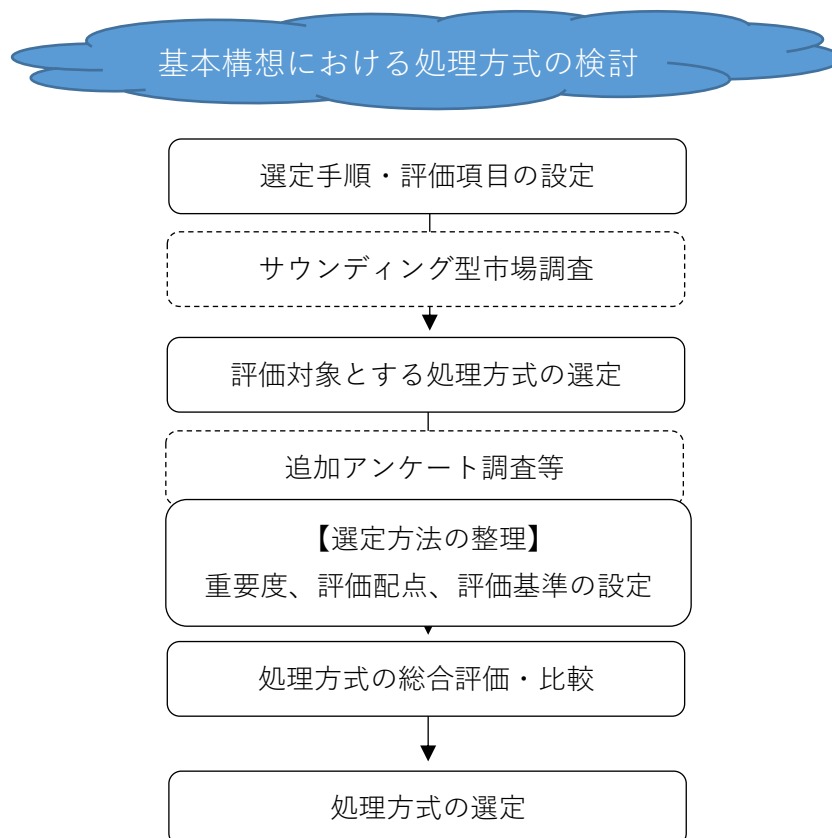 基本構想における処理方式の検討
選定手順・評価項目の設定
サウンディング型市場調査
評価対象とする処理方式の選定
追加アンケート調査等
【選定方法の整理】
重要度、評価配点、評価基準の設定
処理方式の総合評価・比較
処理方式の選定